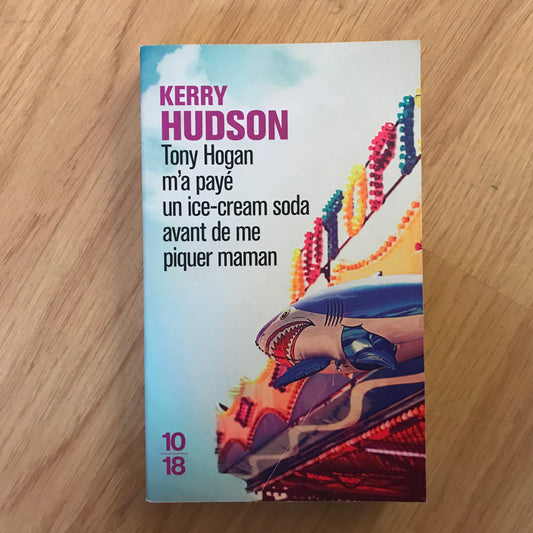 KERRY
HUDSON
Tony Hogan
m'a payé
un ice-cream soda
avant de me
piquer maman
10
18